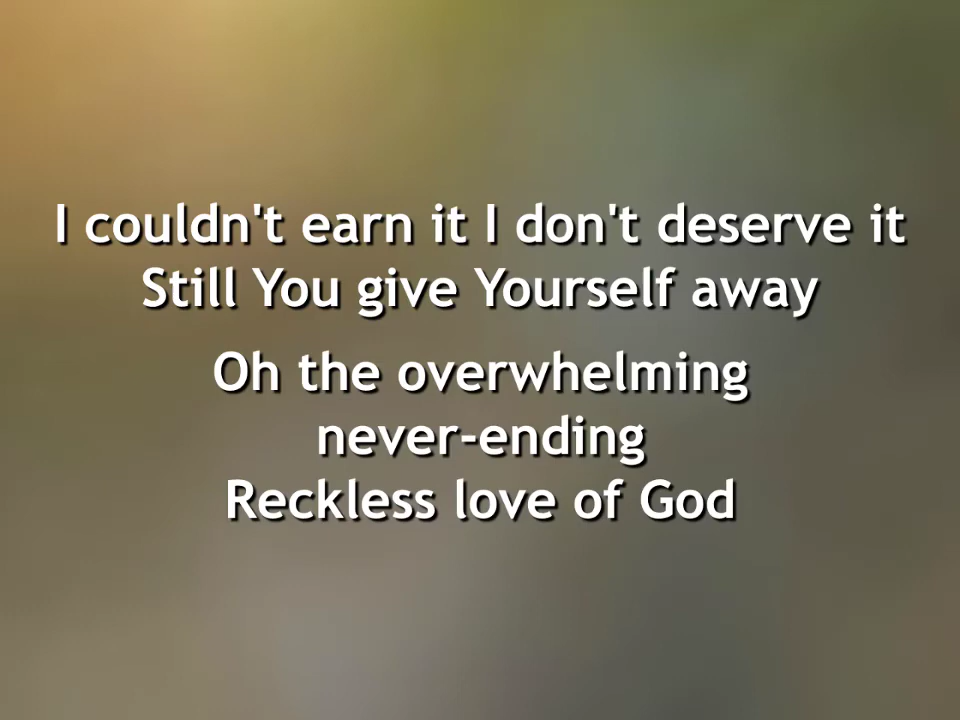 I couldn't earn it I don't deserve it
Still You give Yourself away
Oh the overwhelming
never-ending
Reckless love of God